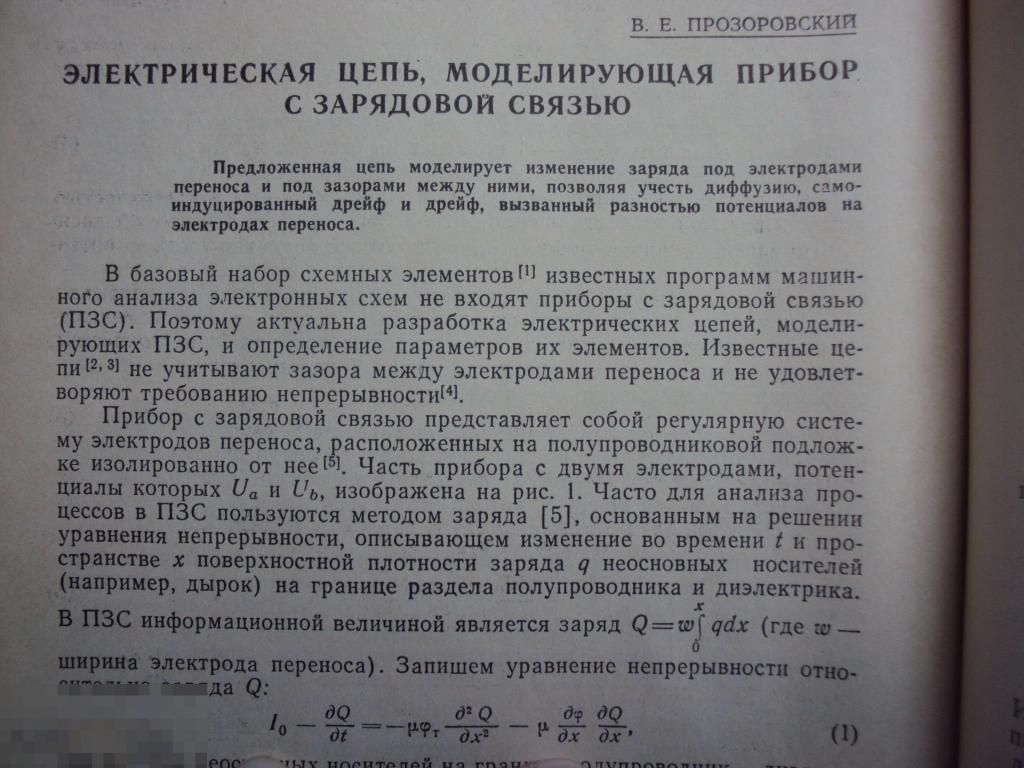 В. Е. ПРОЗОРОВСКИЙ
ЭЛЕКТРИЧЕСКАЯ ЦЕПЬ, МОДЕЛИРУЮЩАЯ ПРИБОР
С ЗАРЯДОВОЙ СВЯЗЬЮ
Предложенная цепь моделирует изменение заряда под электродами
переноса и под зазорами между ними, позволяя учесть диффузию, само-
индуцированный дрейф и дрейф, вызванный разностью потенциалов на
электродах переноса.
В базовый набор схемных элементов [1] известных программ машин-
ного анализа электронных схем не входят приборы с зарядовой связью
(ПЗС). Поэтому актуальна разработка электрических цепей, модели-
рующих ПЗС, и определение параметров их элементов. Известные це-
пи [2, 3] не учитывают зазора между электродами переноса и не удовлет-
воряют требованию непрерывности[4].
Прибор с зарядовой связью представляет собой регулярную систе-
му электродов переноса, расположенных на полупроводниковой подлож-
ке изолированно от нее [5]. Часть прибора с двумя электродами, потен-
циалы которых Ua и Ub, изображена на рис. 1. Часто для анализа про-
цессов в ПЗС пользуются методом заряда [5], основанным на решении
уравнения непрерывности, описывающем изменение во времени t и про-
странстве x поверхностной плотности заряда q неосновных носителей
(например, дырок) на границе раздела полупроводника и диэлектрика.
В ПЗС информационной величиной является заряд Q=w∫₀ˣ qdx (где w —
ширина электрода переноса). Запишем уравнение непрерывности отно-
сительно заряда Q:
I₀ — ∂Q/∂t = —μφт ∂²Q/∂x² — μ ∂φ/∂x ∂Q/∂x, (1)
носителей на